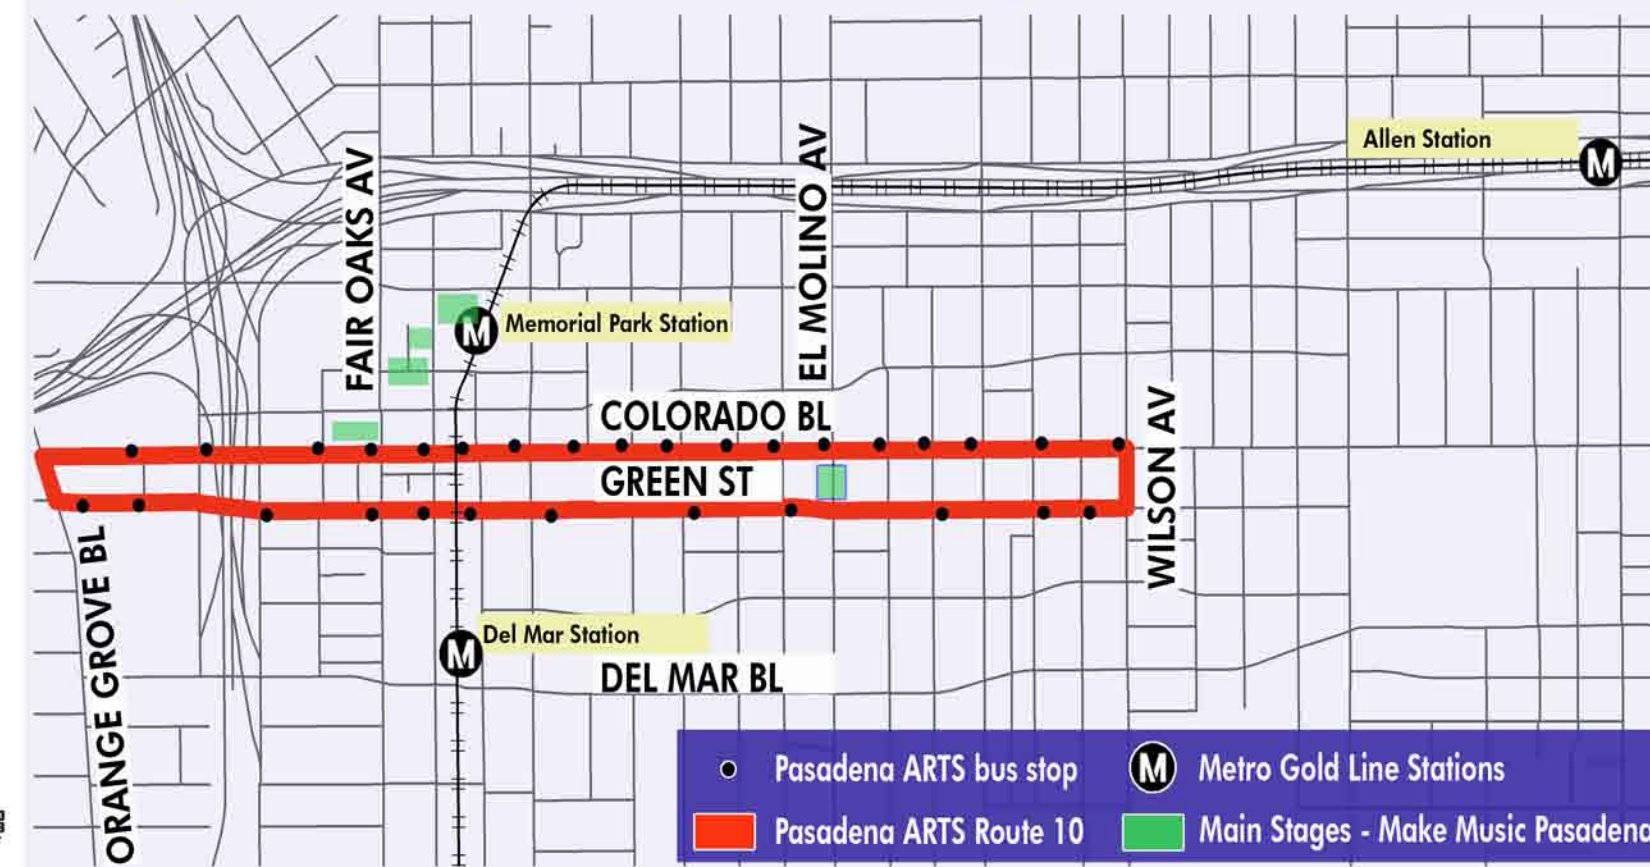 Allen Station
M
FAIR OAKS AV
EL MOLINO AV
M
Memorial Park Station
COLORADO BL
WILSON AV
GREEN ST
ORANGE GROVE BL
Del Mar Station
M
DEL MAR BL
Pasadena ARTS bus stop
M Metro Gold Line Stations
Pasadena ARTS Route 10
Main Stages - Make Music Pasadena